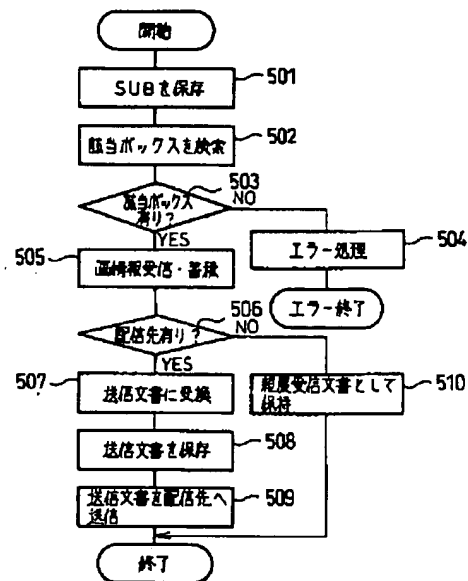 開始
SUBを保存
501
該当ボックスを検索
502
該当ボックス
有り?
503
NO
YES
エラー処理
504
エラー終了
505
画情報受信・蓄積
配信先有り?
506
NO
YES
507
送信文書に変換
親展受信文書として
保持
510
送信文書を保存
508
送信文書を配信先へ
送信
509
終了